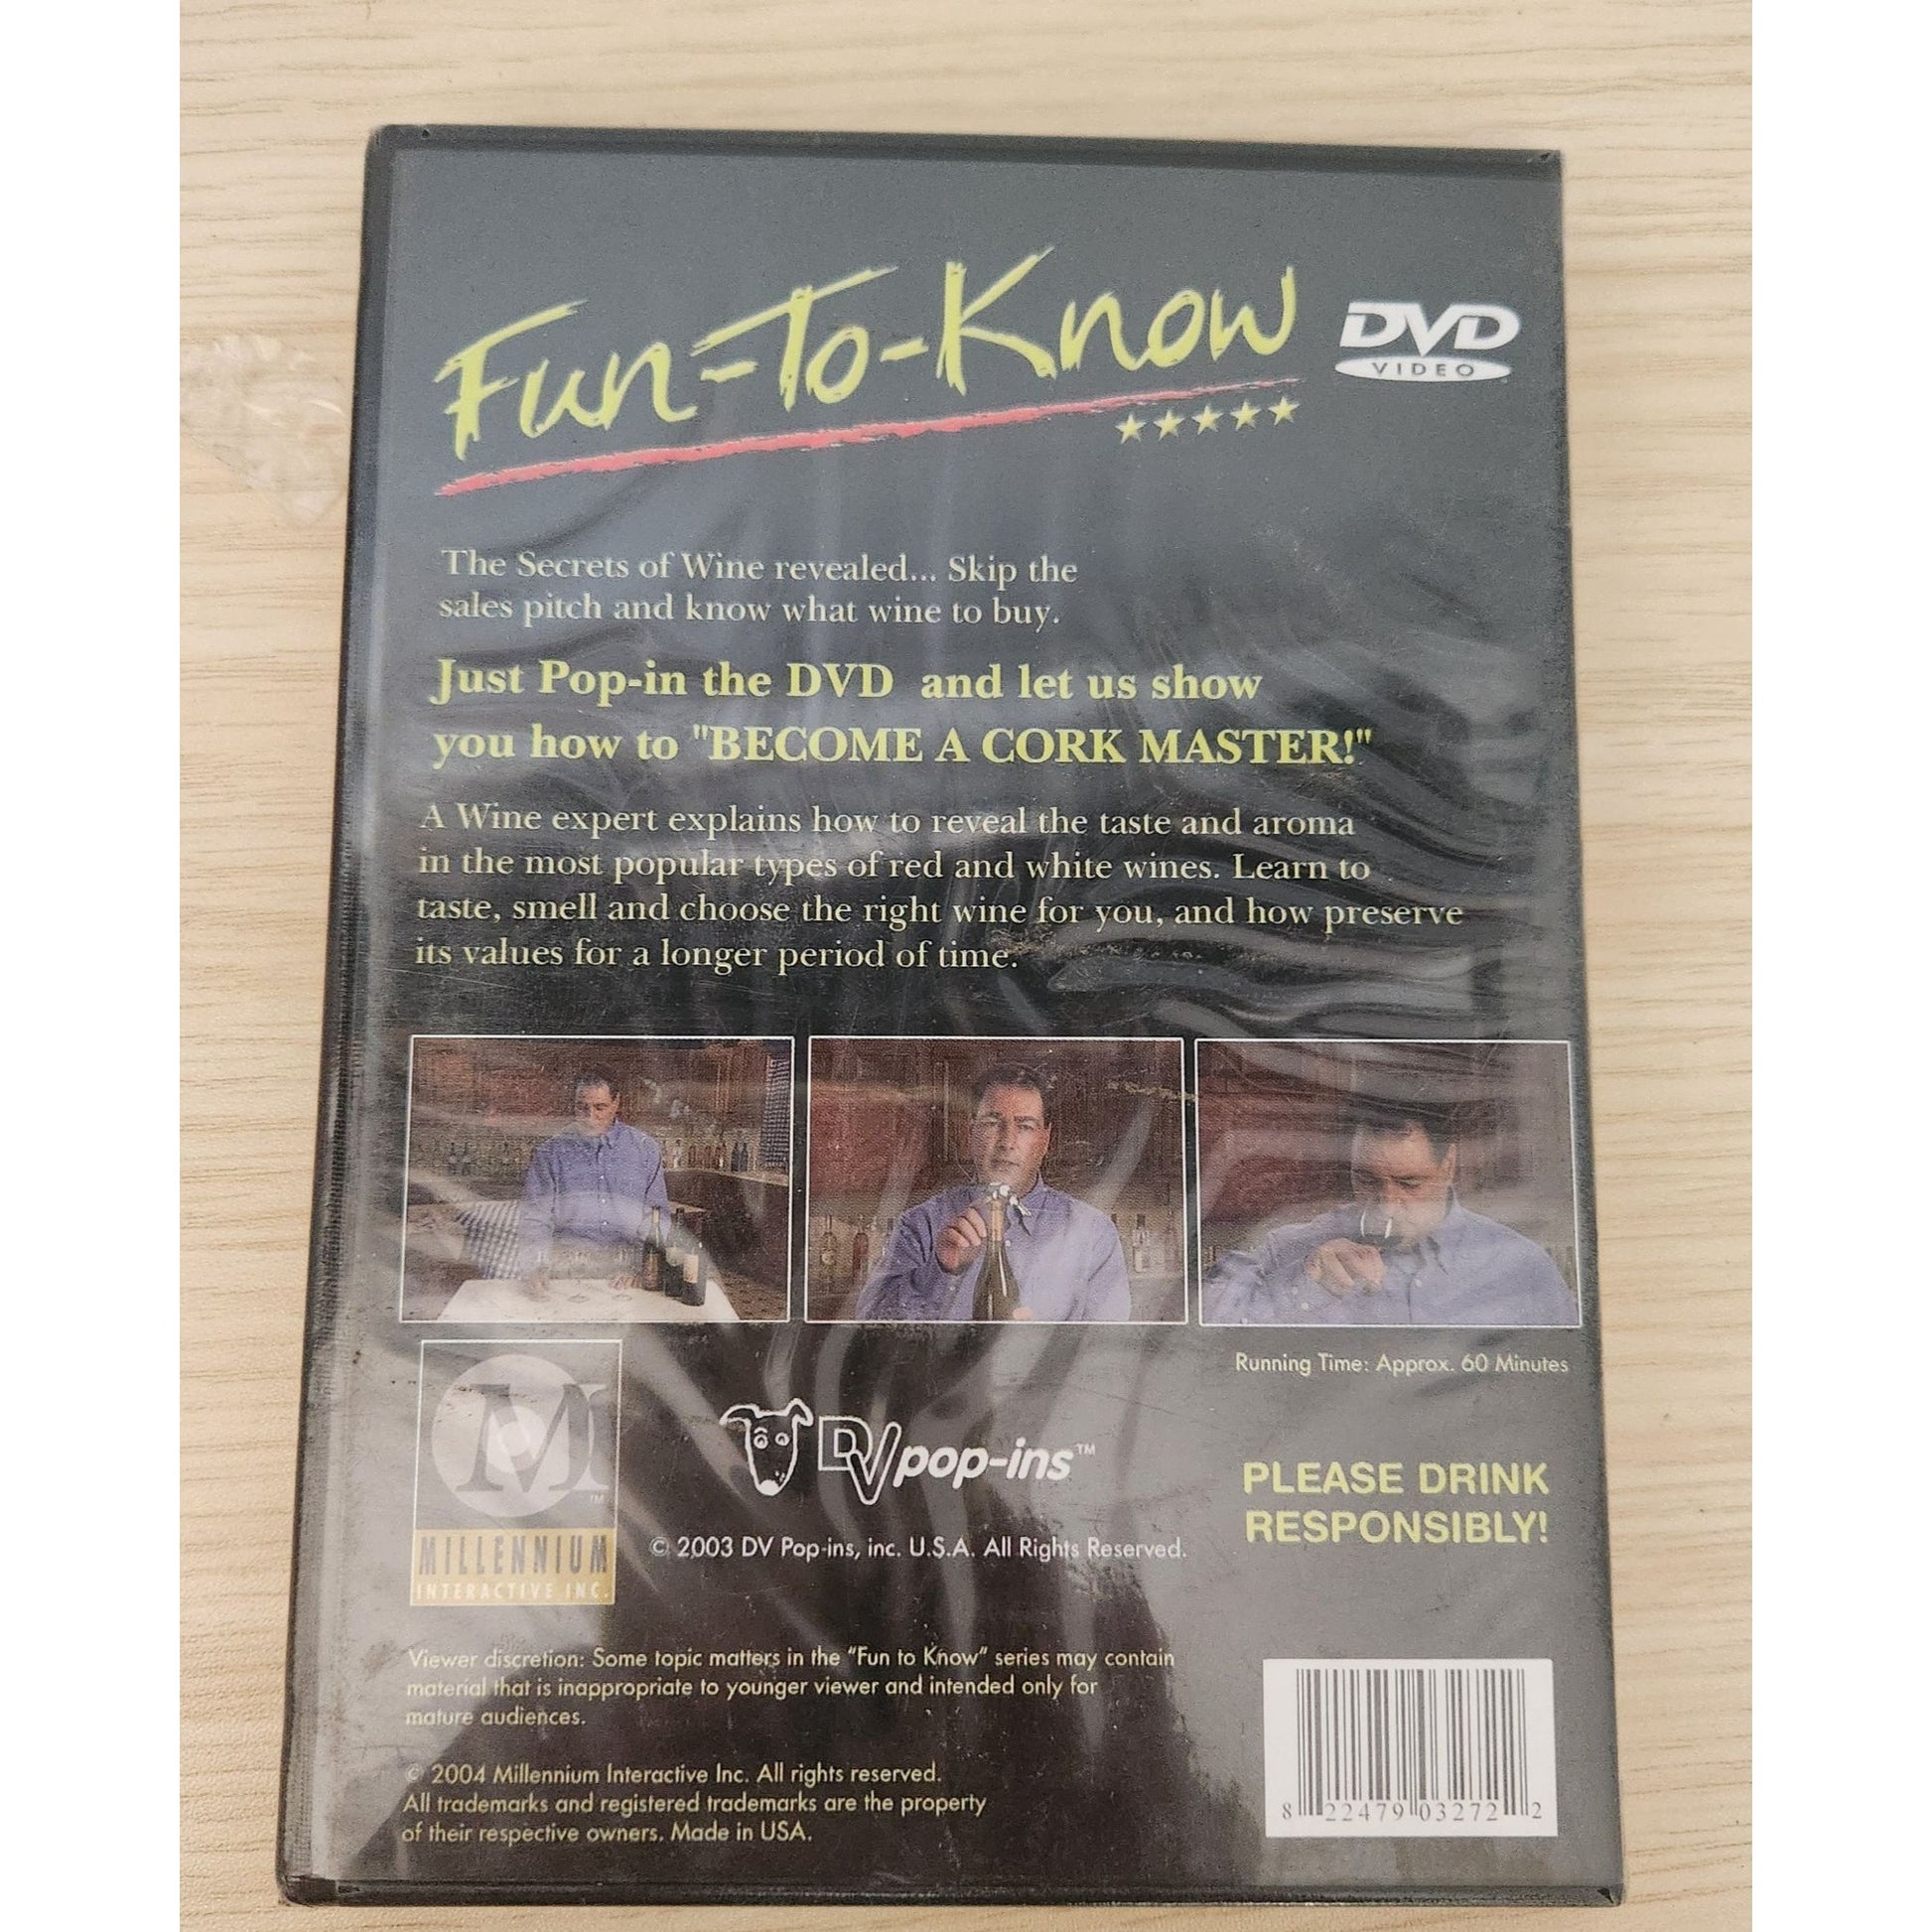 Fun-To-Know
DVD
VIDEO
The Secrets of Wine revealed... Skip the
sales pitch and know what wine to buy.
Just Pop-in the DVD and let us show
you how to "BECOME A CORK MASTER!"
A Wine expert explains how to reveal the taste and aroma
in the most popular types of red and white wines. Learn to
taste, smell and choose the right wine for you, and how preserve
its values for a longer period of time.
Running Time: Approx. 60 Minutes
M
™
MILLENNIUM
INTERACTIVE INC.
DV pop-ins™
© 2003 DV Pop-ins, inc. U.S.A. All Rights Reserved.
PLEASE DRINK
RESPONSIBLY!
Viewer discretion: Some topic matters in the “Fun to Know” series may contain
material that is inappropriate to younger viewer and intended only for
mature audiences.
© 2004 Millennium Interactive Inc. All rights reserved.
All trademarks and registered trademarks are the property
of their respective owners. Made in USA.
8 22479 03272 2